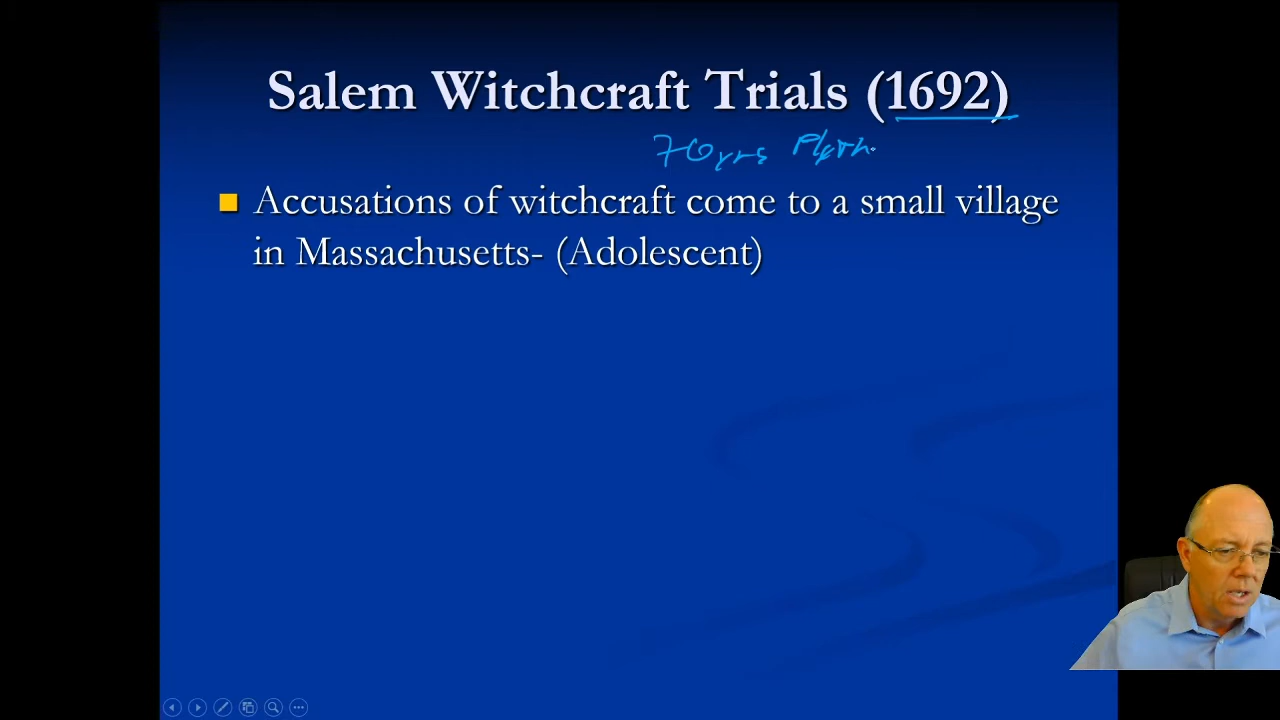 Salem Witchcraft Trials (1692)
70yrs Plym
Accusations of witchcraft come to a small village
in Massachusetts- (Adolescent)